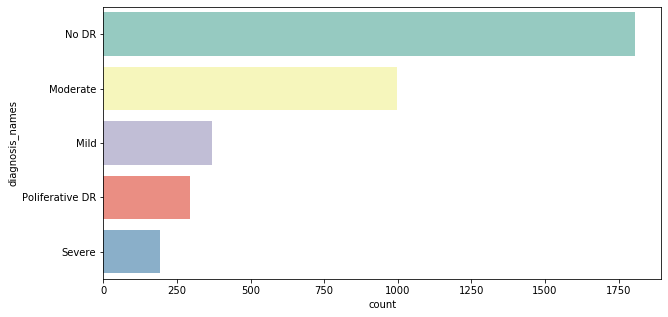 diagnosis_names
No DR
Moderate
Mild
Poliferative DR
Severe
0 250 500 750 1000 1250 1500 1750
count